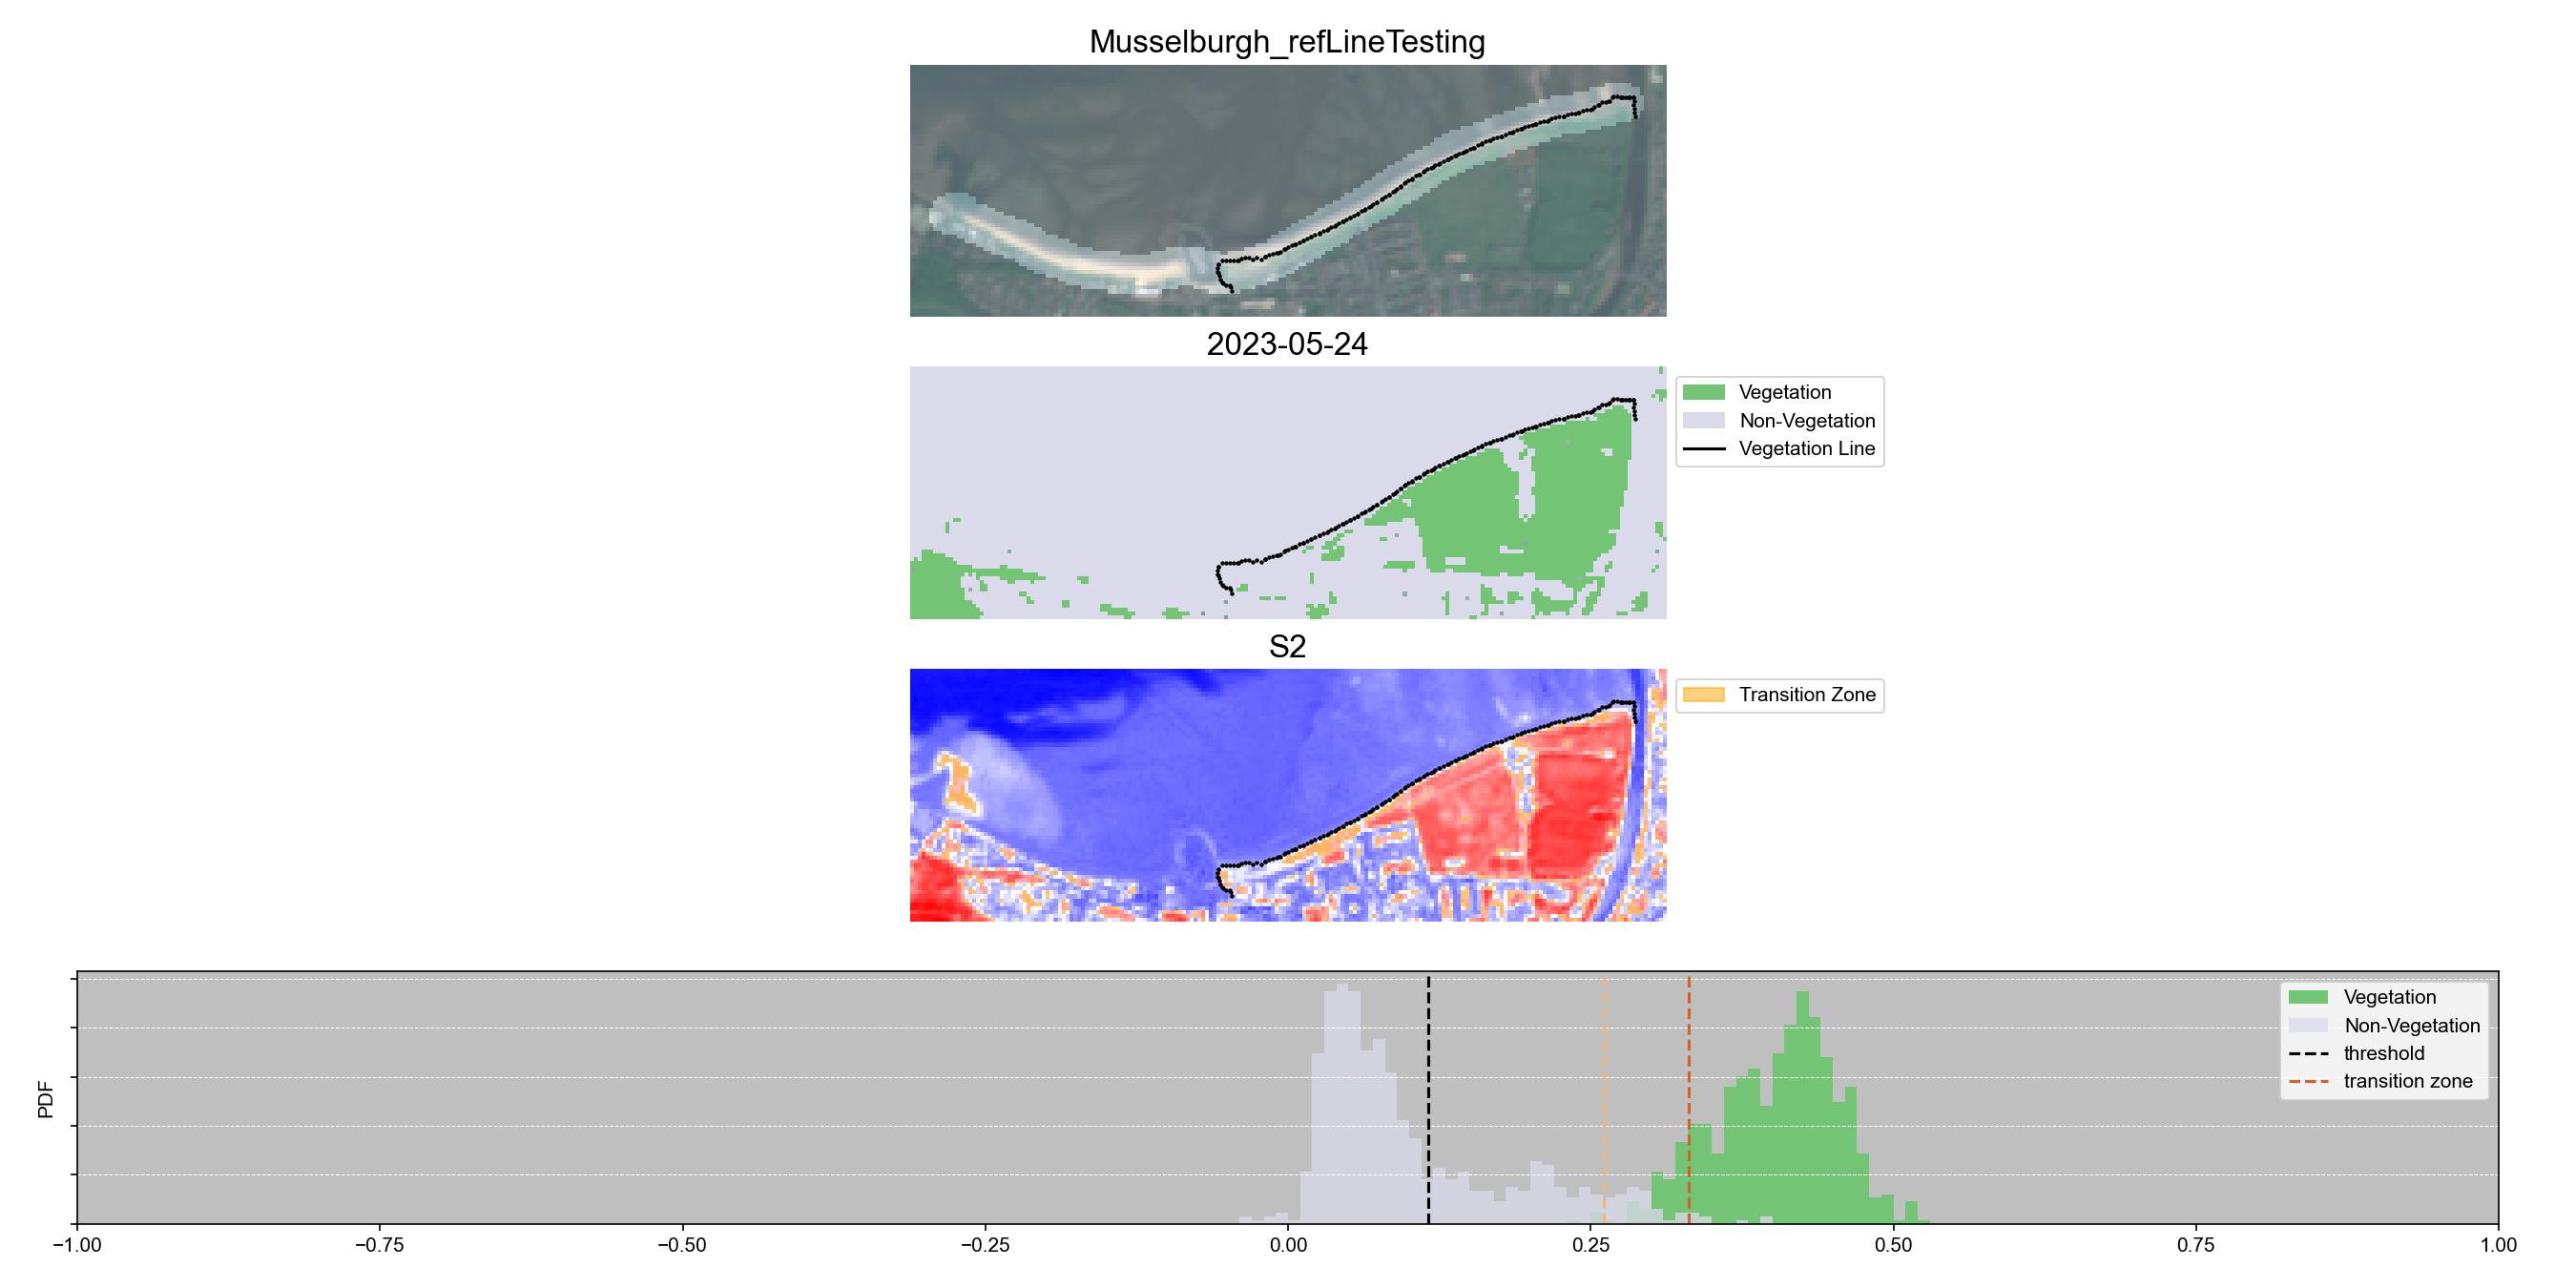 Musselburgh_refLineTesting
2023-05-24
Vegetation
Non-Vegetation
Vegetation Line
S2
Transition Zone
PDF
Vegetation
Non-Vegetation
threshold
transition zone
−1.00
−0.75
−0.50
−0.25
0.00
0.25
0.50
0.75
1.00